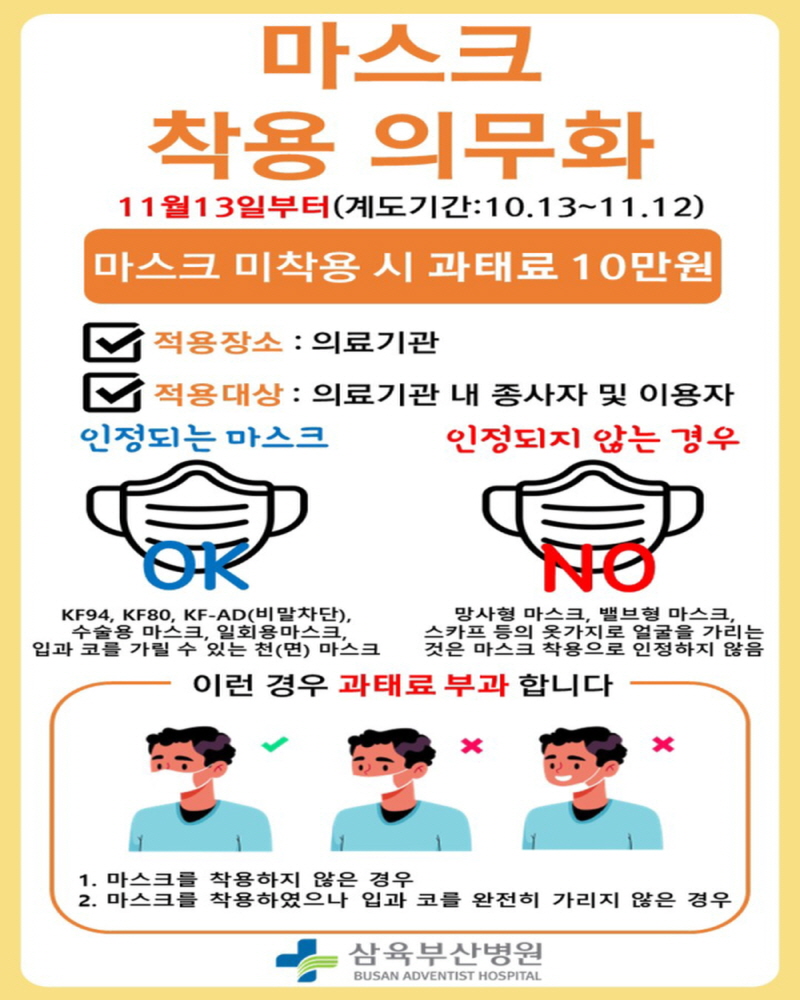 마스크
착용 의무화
11월13일부터(계도기간:10.13~11.12)
마스크 미착용 시 과태료 10만원
적용장소 : 의료기관
적용대상 : 의료기관 내 종사자 및 이용자
인정되는 마스크
OK
KF94, KF80, KF-AD(비말차단),
수술용 마스크, 일회용마스크,
입과 코를 가릴 수 있는 천(면) 마스크
인정되지 않는 경우
NO
망사형 마스크, 밸브형 마스크,
스카프 등의 옷가지로 얼굴을 가리는
것은 마스크 착용으로 인정하지 않음
이런 경우 과태료 부과 합니다
1. 마스크를 착용하지 않은 경우
2. 마스크를 착용하였으나 입과 코를 완전히 가리지 않은 경우
삼육부산병원
BUSAN ADVENTIST HOSPITAL